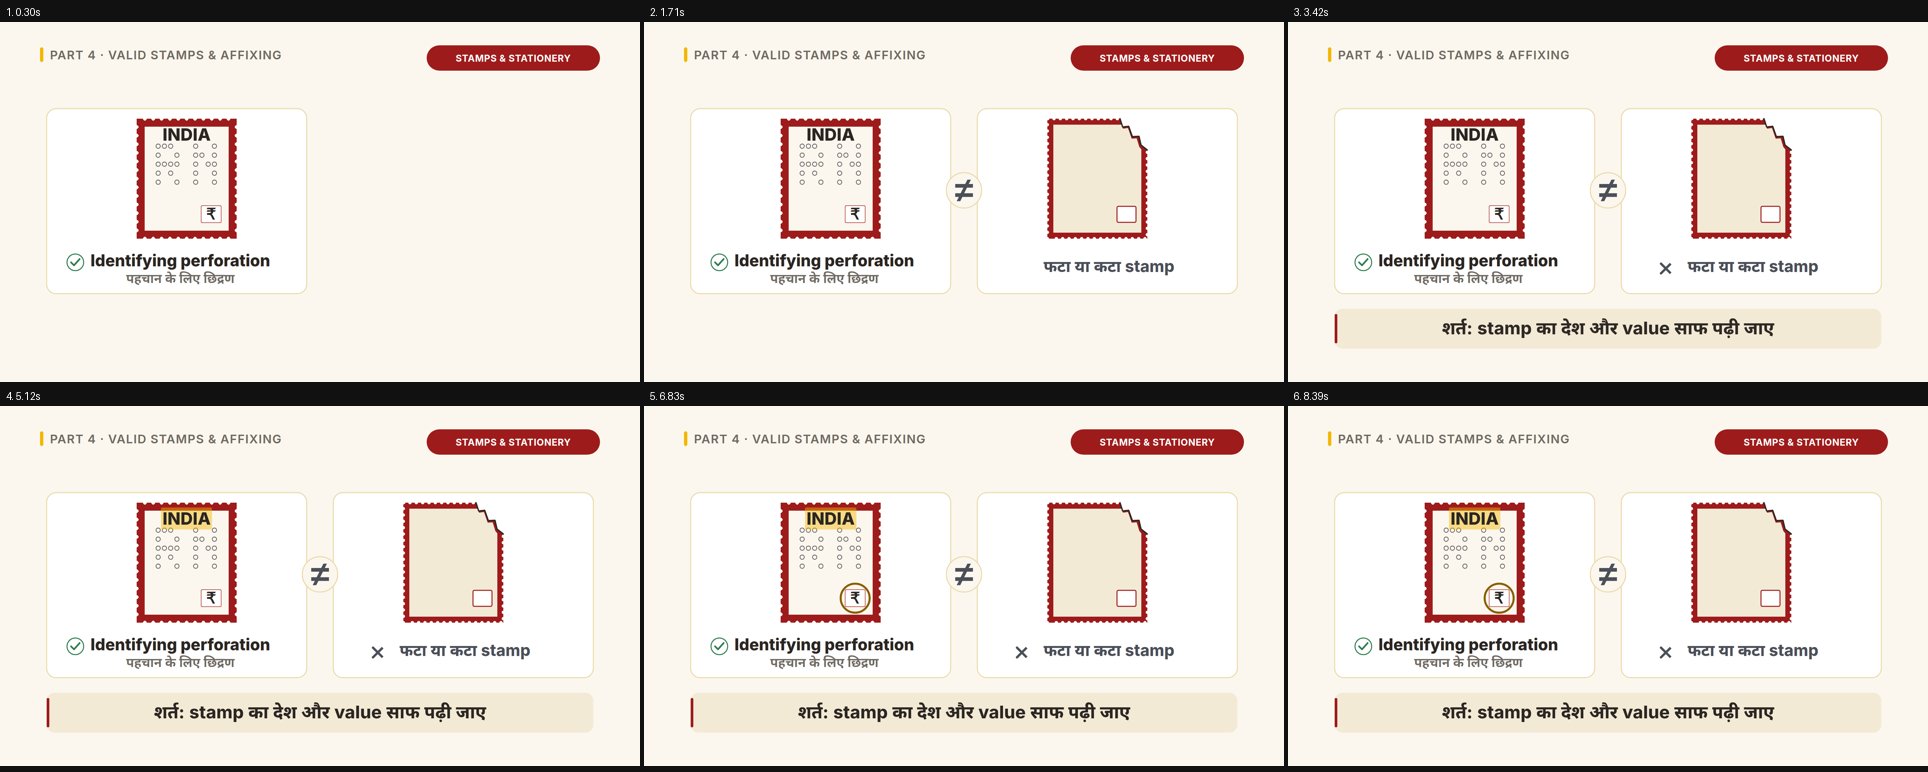 1. 0.30s
PART 4 · VALID STAMPS & AFFIXING
STAMPS & STATIONERY
INDIA
₹
Identifying perforation
पहचान के लिए छिद्रण
2. 1.71s
PART 4 · VALID STAMPS & AFFIXING
STAMPS & STATIONERY
INDIA
₹
≠
Identifying perforation
पहचान के लिए छिद्रण
फटा या कटा stamp
3. 3.42s
PART 4 · VALID STAMPS & AFFIXING
STAMPS & STATIONERY
INDIA
₹
≠
Identifying perforation
पहचान के लिए छिद्रण
फटा या कटा stamp
शर्त: stamp का देश और value साफ पढ़ी जाए
4. 5.12s
PART 4 · VALID STAMPS & AFFIXING
STAMPS & STATIONERY
INDIA
₹
≠
Identifying perforation
पहचान के लिए छिद्रण
फटा या कटा stamp
शर्त: stamp का देश और value साफ पढ़ी जाए
5. 6.83s
PART 4 · VALID STAMPS & AFFIXING
STAMPS & STATIONERY
INDIA
₹
≠
Identifying perforation
पहचान के लिए छिद्रण
फटा या कटा stamp
शर्त: stamp का देश और value साफ पढ़ी जाए
6. 8.39s
PART 4 · VALID STAMPS & AFFIXING
STAMPS & STATIONERY
INDIA
₹
≠
Identifying perforation
पहचान के लिए छिद्रण
फटा या कटा stamp
शर्त: stamp का देश और value साफ पढ़ी जाए